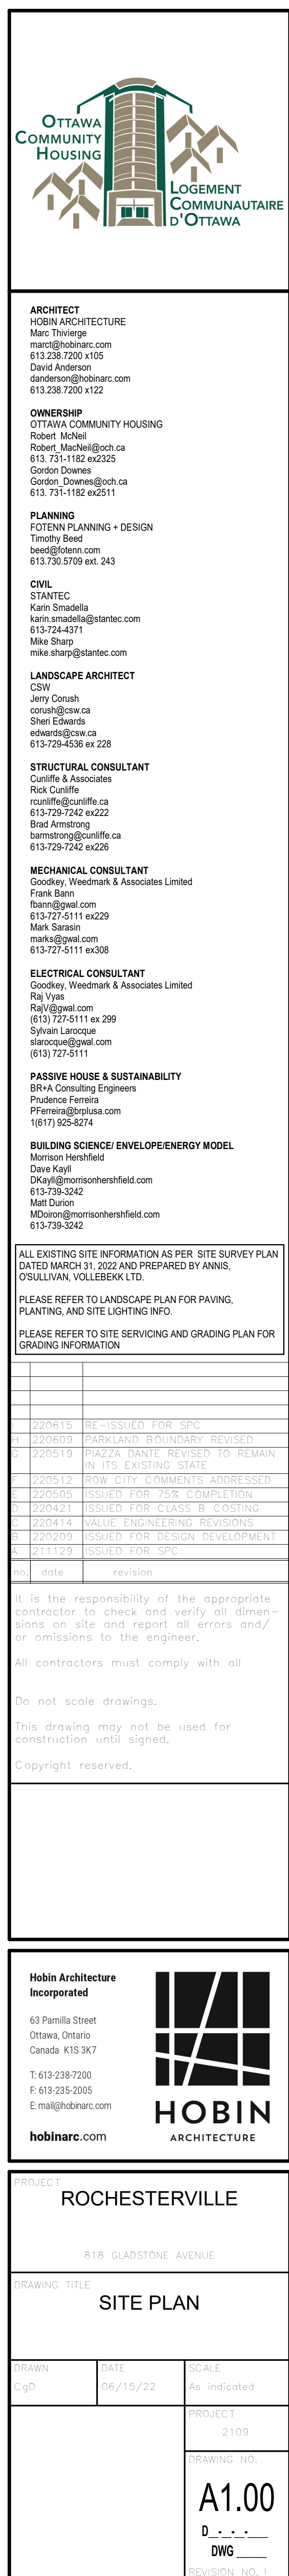 OTTAWA
COMMUNITY
HOUSING
LOGEMENT
COMMUNAUTAIRE
D'OTTAWA
ARCHITECT
HOBIN ARCHITECTURE
Marc Thivierge
marct@hobinarc.com
613.238.7200 x105
David Anderson
danderson@hobinarc.com
613.238.7200 x122
OWNERSHIP
OTTAWA COMMUNITY HOUSING
Robert McNeil
Robert_MacNeil@och.ca
613. 731-1182 ex2325
Gordon Downes
Gordon_Downes@och.ca
613. 731-1182 ex2511
PLANNING
FOTENN PLANNING + DESIGN
Timothy Beed
beed@fotenn.com
613.730.5709 ext. 243
CIVIL
STANTEC
Karin Smadella
karin.smadella@stantec.com
613-724-4371
Mike Sharp
mike.sharp@stantec.com
LANDSCAPE ARCHITECT
CSW
Jerry Corush
corush@csw.ca
Sheri Edwards
edwards@csw.ca
613-729-4536 ex 228
STRUCTURAL CONSULTANT
Cunliffe & Associates
Rick Cunliffe
rcunliffe@cunliffe.ca
613-729-7242 ex222
Brad Armstrong
barmstrong@cunliffe.ca
613-729-7242 ex226
MECHANICAL CONSULTANT
Goodkey, Weedmark & Associates Limited
Frank Bann
fbann@gwal.com
613-727-5111 ex229
Mark Sarasin
marks@gwal.com
613-727-5111 ex308
ELECTRICAL CONSULTANT
Goodkey, Weedmark & Associates Limited
Raj Vyas
RajV@gwal.com
(613) 727-5111 ex 299
Sylvain Larocque
slarocque@gwal.com
(613) 727-5111
PASSIVE HOUSE & SUSTAINABILITY
BR+A Consulting Engineers
Prudence Ferreira
PFerreira@brplusa.com
1(617) 925-8274
BUILDING SCIENCE/ ENVELOPE/ENERGY MODEL
Morrison Hershfield
Dave Kayll
DKayll@morrisonhershfield.com
613-739-3242
Matt Durion
MDoiron@morrisonhershfield.com
613-739-3242
ALL EXISTING SITE INFORMATION AS PER SITE SURVEY PLAN
DATED MARCH 31, 2022 AND PREPARED BY ANNIS,
O'SULLIVAN, VOLLEBEKK LTD.
PLEASE REFER TO LANDSCAPE PLAN FOR PAVING,
PLANTING, AND SITE LIGHTING INFO.
PLEASE REFER TO SITE SERVICING AND GRADING PLAN FOR
GRADING INFORMATION
I 220615 RE-ISSUED FOR SPC
H 220609 PARKLAND BOUNDARY REVISED
G 220519 PIAZZA DANTE REVISED TO REMAIN
IN ITS EXISTING STATE
F 220512 ROW CITY COMMENTS ADDRESSED
E 220505 ISSUED FOR 75% COMPLETION
D 220421 ISSUED FOR CLASS B COSTING
C 220414 VALUE ENGINEERING REVISIONS
B 220209 ISSUED FOR DESIGN DEVELOPMENT
A 211129 ISSUED FOR SPC
no. date revision
It is the responsibility of the appropriate
contractor to check and verify all dimen-
sions on site and report all errors and/
or omissions to the engineer.
All contractors must comply with all
Do not scale drawings.
This drawing may not be used for
construction until signed.
Copyright reserved.
Hobin Architecture
Incorporated
63 Pamilla Street
Ottawa, Ontario
Canada K1S 3K7
T: 613-238-7200
F: 613-235-2005
E: mail@hobinarc.com
hobinarc.com
HOBIN
ARCHITECTURE
PROJECT
ROCHESTERVILLE
818 GLADSTONE AVENUE
DRAWING TITLE
SITE PLAN
DRAWN DATE SCALE
CgD 06/15/22 As indicated
PROJECT
2109
DRAWING NO.
A1.00
D__-__-__-____
DWG _____
REVISION NO. I